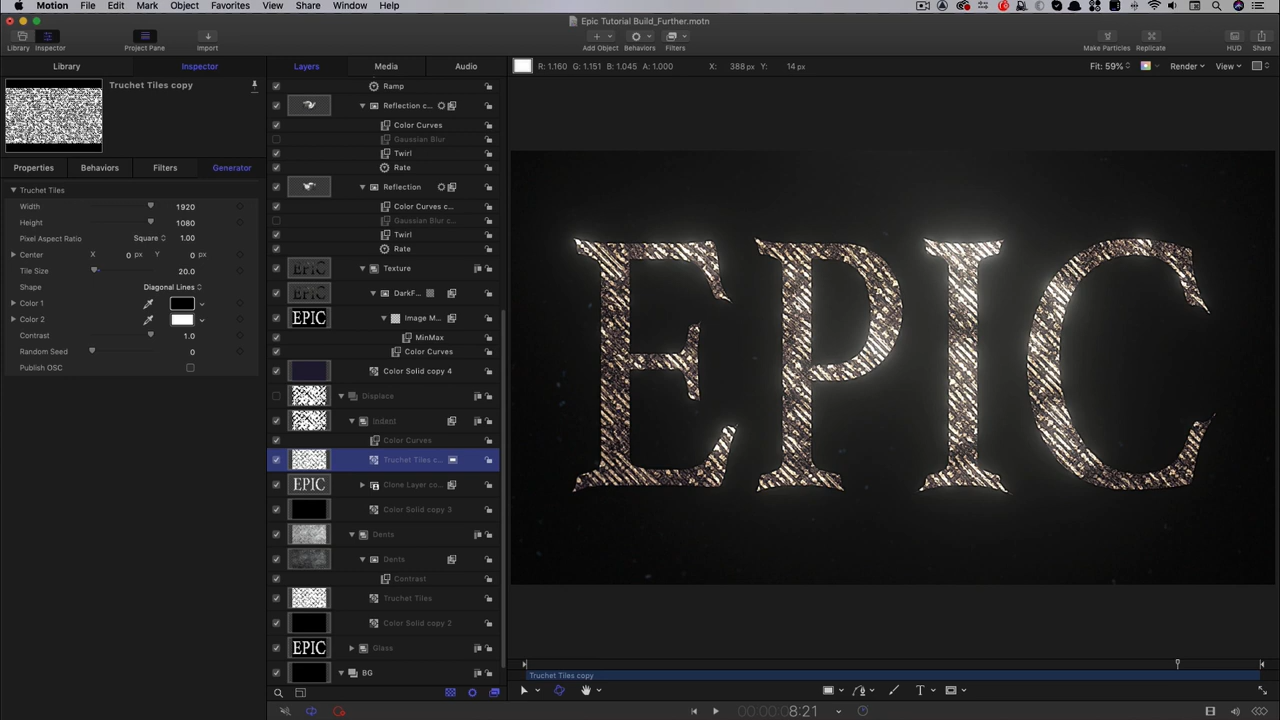 Motion File Edit Mark Object Favorites View Share Window Help
Epic Tutorial Build_Further.motn
Library Inspector Project Pane Import Add Object Behaviors Filters Make Particles Replicate HUD Share
Library Inspector Layers Media Audio R: 1.160 G: 1.151 B: 1.045 A: 1.000 X: 388 px Y: 14 px Fit: 59% Render View
Truchet Tiles copy
Properties Behaviors Filters Generator
Truchet Tiles
Width 1920
Height 1080
Pixel Aspect Ratio Square 1.00
Center X 0 px Y 0 px
Tile Size 20.0
Shape Diagonal Lines
Color 1
Color 2
Contrast 1.0
Random Seed 0
Publish OSC
Ramp
Reflection c...
Color Curves
Gaussian Blur
Twirl
Rate
Reflection
Color Curves c...
Gaussian Blur c...
Twirl
Rate
EPIC Texture
EPIC DarkF...
EPIC Image M...
MinMax
Color Curves
Color Solid copy 4
Displace
Indent
Color Curves
Truchet Tiles c...
EPIC Clone Layer co...
Color Solid copy 3
Dents
Dents
Contrast
Truchet Tiles
Color Solid copy 2
EPIC Glass
BG
EPIC
Truchet Tiles copy
T
8:21